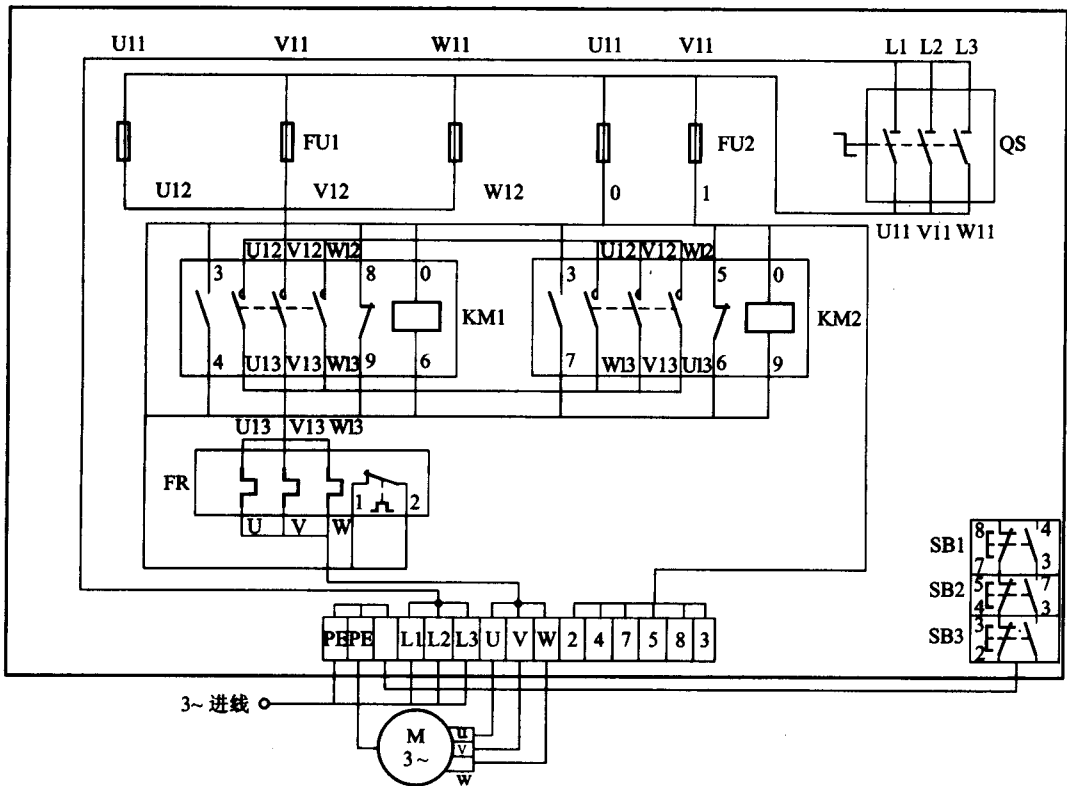 U11 V11 W11 U11 V11 L1 L2 L3
FU1 FU2 QS
U12 V12 W12 0 1
U11 V11 W11
U12 V12 W12 U12 V12 W12
3 8 0 3 5 0
KM1 KM2
4 U13 V13 W13 9 6 7 W13 V13 U13 6 9
U13 V13 W13
FR 1 2
U V W
SB1 8 4
7 3
SB2 5 7
4 3
SB3 3
2
PE PE L1 L2 L3 U V W 2 4 7 5 8 3
3~ 进线
M
3~
u
v
w